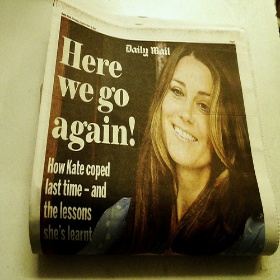 Daily Mail
Here
we go
again!
How Kate coped
last time – and
the lessons
she's learnt